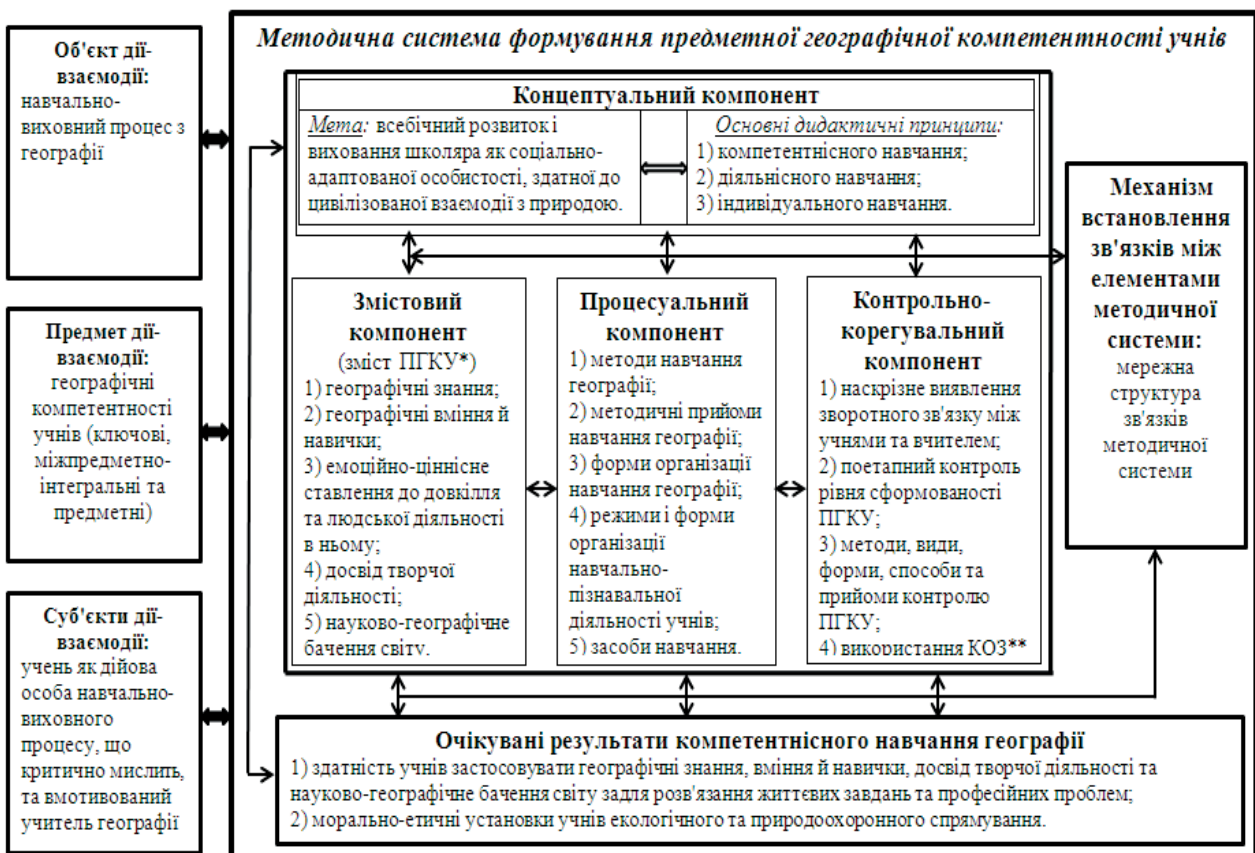 Методична система формування предметної географічної компетентності учнів
Об'єкт дії-
взаємодії:
навчально-
виховний процес з
географії
Предмет дії-
взаємодії:
географічні
компетентності
учнів (ключові,
міжпредметно-
інтегральні та
предметні)
Суб'єкти дії-
взаємодії:
учень як дійова
особа навчально-
виховного
процесу, що
критично мислить,
та вмотивований
учитель географії
Концептуальний компонент
Мета: всебічний розвиток і
виховання школяра як соціально-
адаптованої особистості, здатної до
цивілізованої взаємодії з природою.
Основні дидактичні принципи:
1) компетентнісного навчання;
2) діяльнісного навчання;
3) індивідуального навчання.
Змістовий
компонент
(зміст ПГКУ*)
1) географічні знання;
2) географічні вміння й
навички;
3) емоційно-ціннісне
ставлення до довкілля
та людської діяльності
в ньому;
4) досвід творчої
діяльності;
5) науково-географічне
бачення світу.
Процесуальний
компонент
1) методи навчання
географії;
2) методичні прийоми
навчання географії;
3) форми організації
навчання географії;
4) режими і форми
організації
навчально-
пізнавальної
діяльності учнів;
5) засоби навчання.
Контрольно-
корегувальний
компонент
1) наскрізне виявлення
зворотного зв'язку між
учнями та вчителем;
2) поетапний контроль
рівня сформованості
ПГКУ;
3) методи, види,
форми, способи та
прийоми контролю
ПГКУ;
4) використання КОЗ**
Механізм
встановлення
зв'язків між
елементами
методичної
системи:
мережна
структура
зв'язків
методичної
системи
Очікувані результати компетентнісного навчання географії
1) здатність учнів застосовувати географічні знання, вміння й навички, досвід творчої діяльності та
науково-географічне бачення світу задля розв'язання життєвих завдань та професійних проблем;
2) морально-етичні установки учнів екологічного та природоохоронного спрямування.